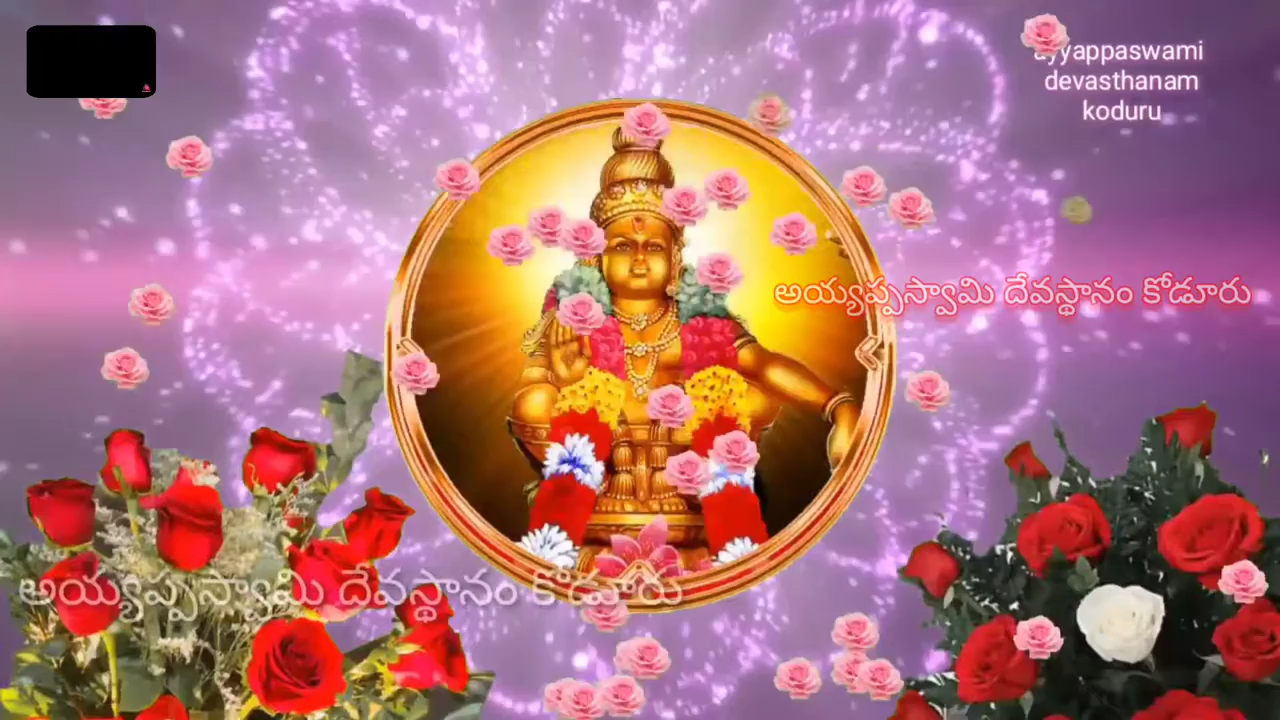 ayyappaswami
devasthanam
koduru
అయ్యప్పస్వామి దేవస్థానం కోడూరు
అయ్యప్పస్వామి దేవస్థానం కోడూరు